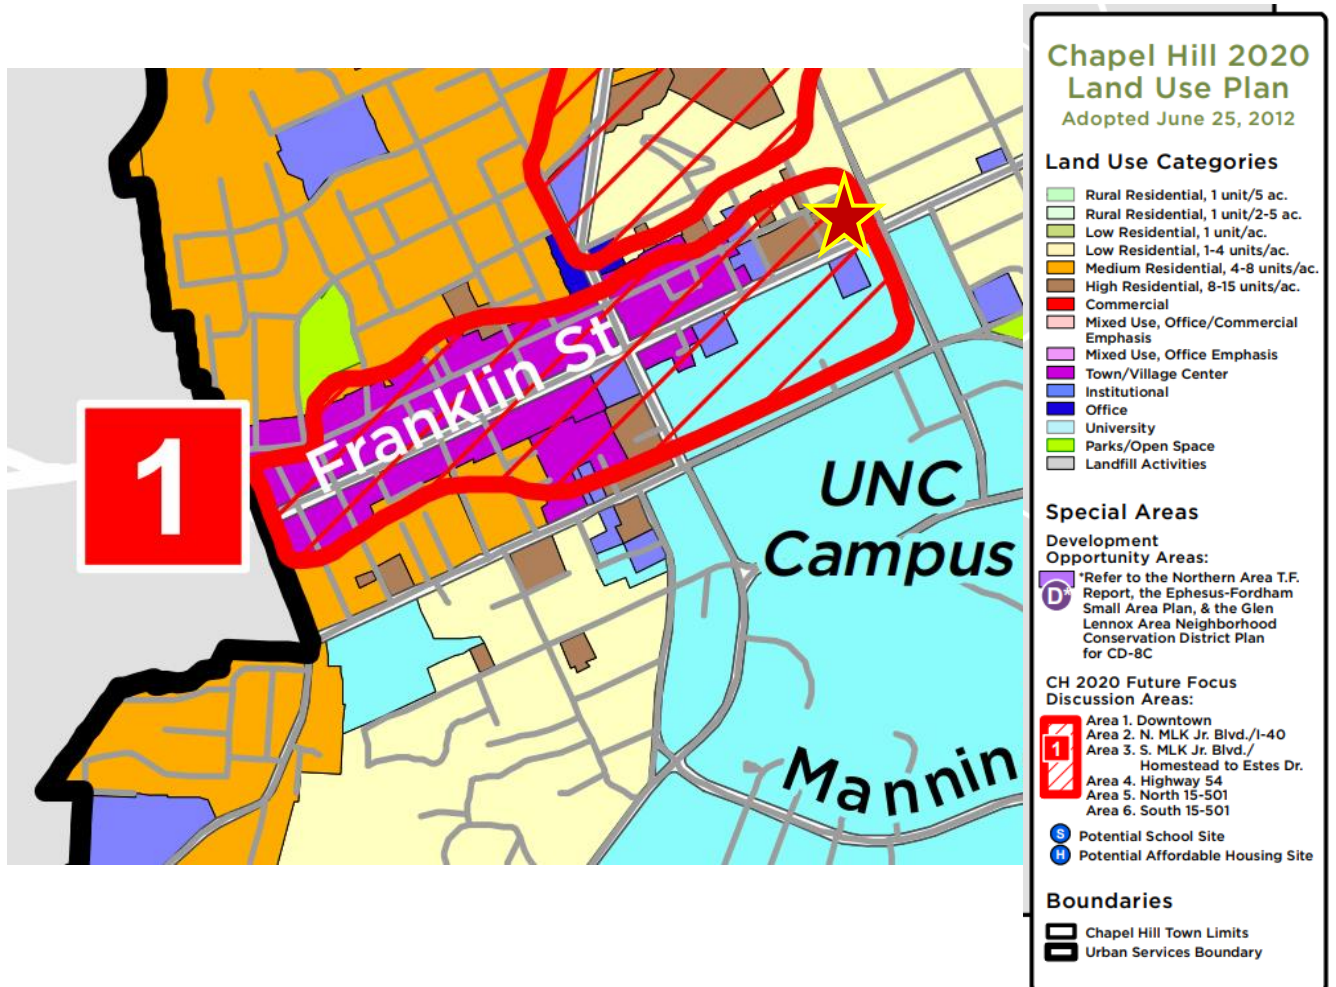 Chapel Hill 2020
Land Use Plan
Adopted June 25, 2012
Land Use Categories
Rural Residential, 1 unit/5 ac.
Rural Residential, 1 unit/2-5 ac.
Low Residential, 1 unit/ac.
Low Residential, 1-4 units/ac.
Medium Residential, 4-8 units/ac.
High Residential, 8-15 units/ac.
Commercial
Mixed Use, Office/Commercial
Emphasis
Mixed Use, Office Emphasis
Town/Village Center
Institutional
Office
University
Parks/Open Space
Landfill Activities
Special Areas
Development
Opportunity Areas:
D*
*Refer to the Northern Area T.F.
Report, the Ephesus-Fordham
Small Area Plan, & the Glen
Lennox Area Neighborhood
Conservation District Plan
for CD-8C
CH 2020 Future Focus
Discussion Areas:
1
Area 1. Downtown
Area 2. N. MLK Jr. Blvd./I-40
Area 3. S. MLK Jr. Blvd./
Homestead to Estes Dr.
Area 4. Highway 54
Area 5. North 15-501
Area 6. South 15-501
S Potential School Site
H Potential Affordable Housing Site
Boundaries
Chapel Hill Town Limits
Urban Services Boundary
1
Franklin St
UNC
Campus
Mannin